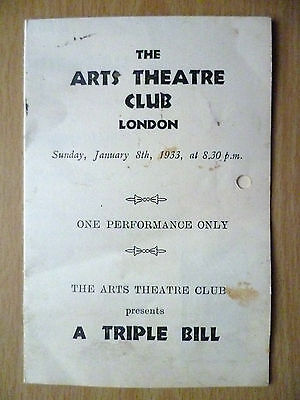 THE
ARTS THEATRE
CLUB
LONDON
Sunday, January 8th, 1933, at 8.30 p.m.
ONE PERFORMANCE ONLY
THE ARTS THEATRE CLUB
presents
A TRIPLE BILL